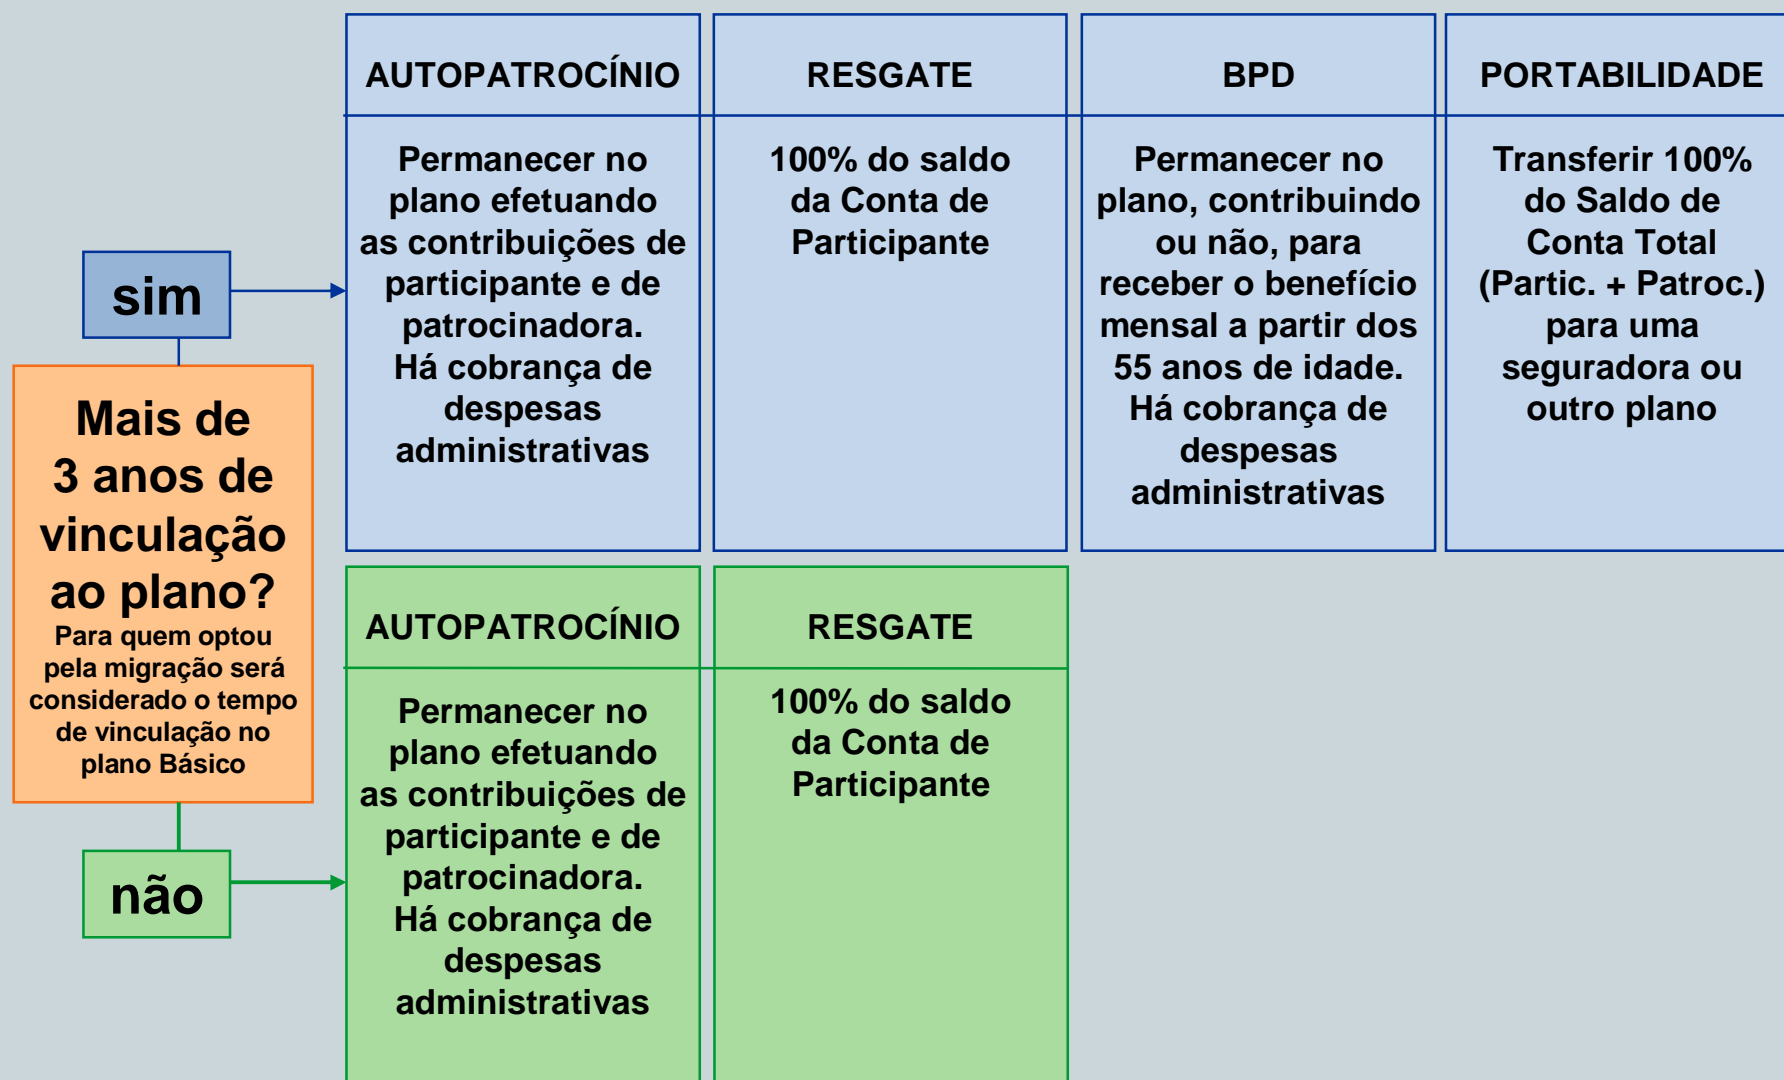 AUTOPATROCÍNIO
Permanecer no
plano efetuando
as contribuições de
participante e de
patrocinadora.
Há cobrança de
despesas
administrativas
RESGATE
100% do saldo
da Conta de
Participante
BPD
Permanecer no
plano, contribuindo
ou não, para
receber o benefício
mensal a partir dos
55 anos de idade.
Há cobrança de
despesas
administrativas
PORTABILIDADE
Transferir 100%
do Saldo de
Conta Total
(Partic. + Patroc.)
para uma
seguradora ou
outro plano
sim
Mais de
3 anos de
vinculação
ao plano?
Para quem optou
pela migração será
considerado o tempo
de vinculação no
plano Básico
não
AUTOPATROCÍNIO
Permanecer no
plano efetuando
as contribuições de
participante e de
patrocinadora.
Há cobrança de
despesas
administrativas
RESGATE
100% do saldo
da Conta de
Participante